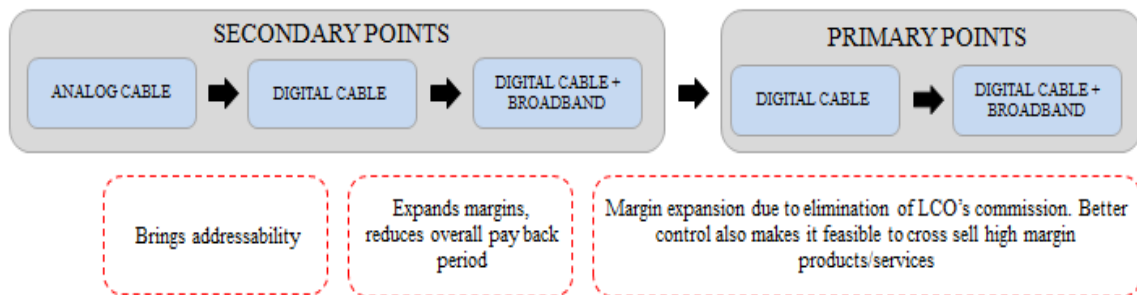 SECONDARY POINTS
PRIMARY POINTS
ANALOG CABLE
DIGITAL CABLE
DIGITAL CABLE +
BROADBAND
DIGITAL CABLE
DIGITAL CABLE +
BROADBAND
Brings addressability
Expands margins,
reduces overall pay back
period
Margin expansion due to elimination of LCO's commission. Better
control also makes it feasible to cross sell high margin
products/services